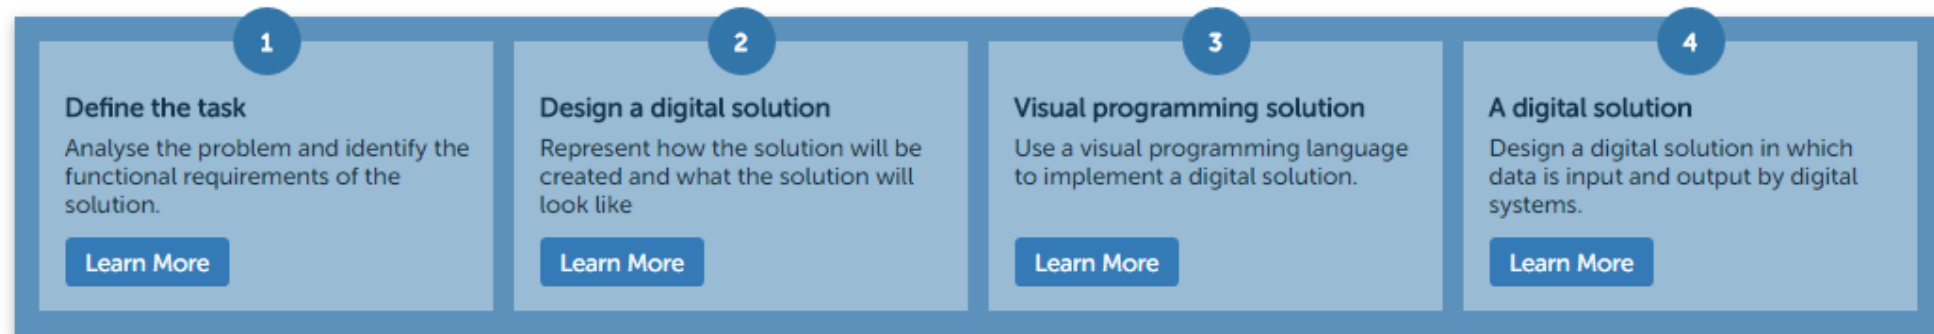 1
Define the task
Analyse the problem and identify the
functional requirements of the
solution.
Learn More
2
Design a digital solution
Represent how the solution will be
created and what the solution will
look like
Learn More
3
Visual programming solution
Use a visual programming language
to implement a digital solution.
Learn More
4
A digital solution
Design a digital solution in which
data is input and output by digital
systems.
Learn More